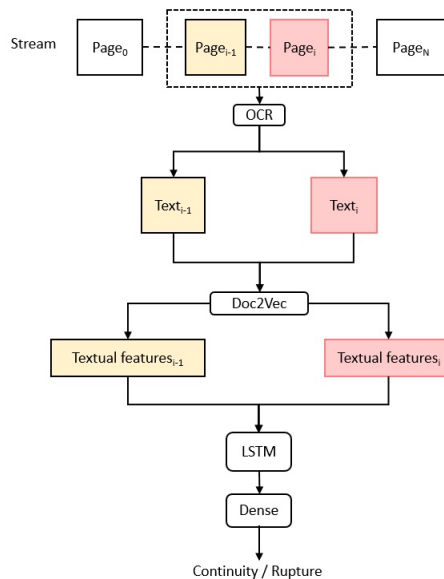 Stream Page₀ Pageᵢ₋₁ Pageᵢ Page_N
OCR
Textᵢ₋₁ Textᵢ
Doc2Vec
Textual featuresᵢ₋₁ Textual featuresᵢ
LSTM
Dense
Continuity / Rupture